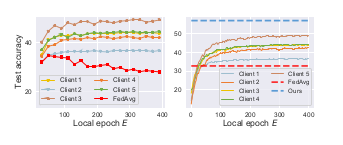 Test accuracy
40
20
Client 1
Client 2
Client 3
Client 4
Client 5
FedAvg
100
200
300
400
Local epoch E
50
40
30
20
Client 1
Client 2
Client 3
Client 4
Client 5
FedAvg
Ours
0
100
200
300
400
Local epoch E